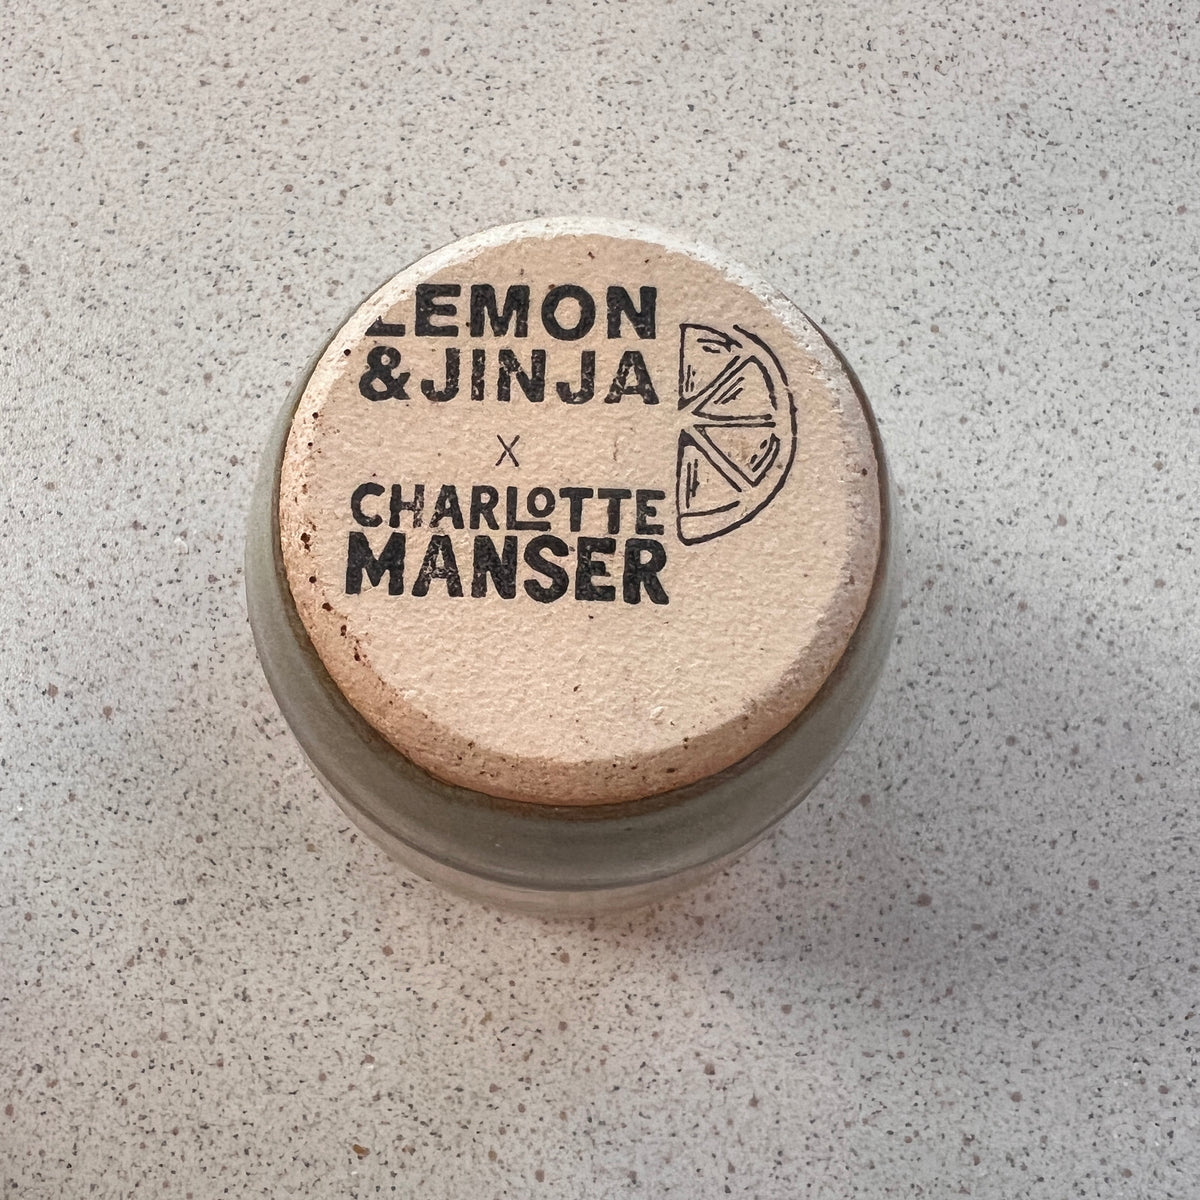 LEMON
&JINJA
X
CHARLOTTE
MANSER